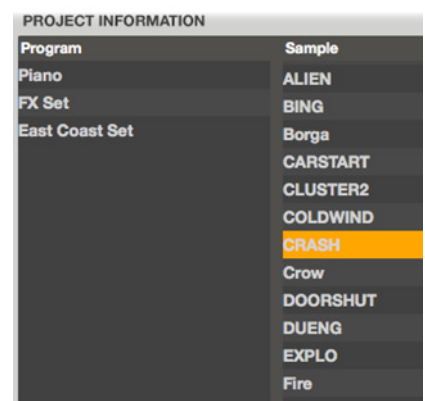 PROJECT INFORMATION
Program
Piano
FX Set
East Coast Set
Sample
ALIEN
BING
Borga
CARSTART
CLUSTER2
COLDWIND
CRASH
Crow
DOORSHUT
DUENG
EXPLO
Fire